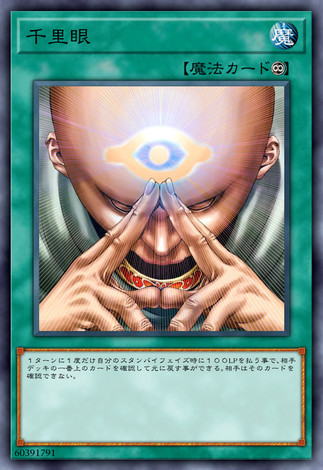 千里眼
魔
【魔法カード】
1ターンに1度だけ自分のスタンバイフェイズ時に100LPを払う事で、相手
デッキの一番上のカードを確認して元に戻す事ができる。相手はそのカードを
確認できない。
60391791